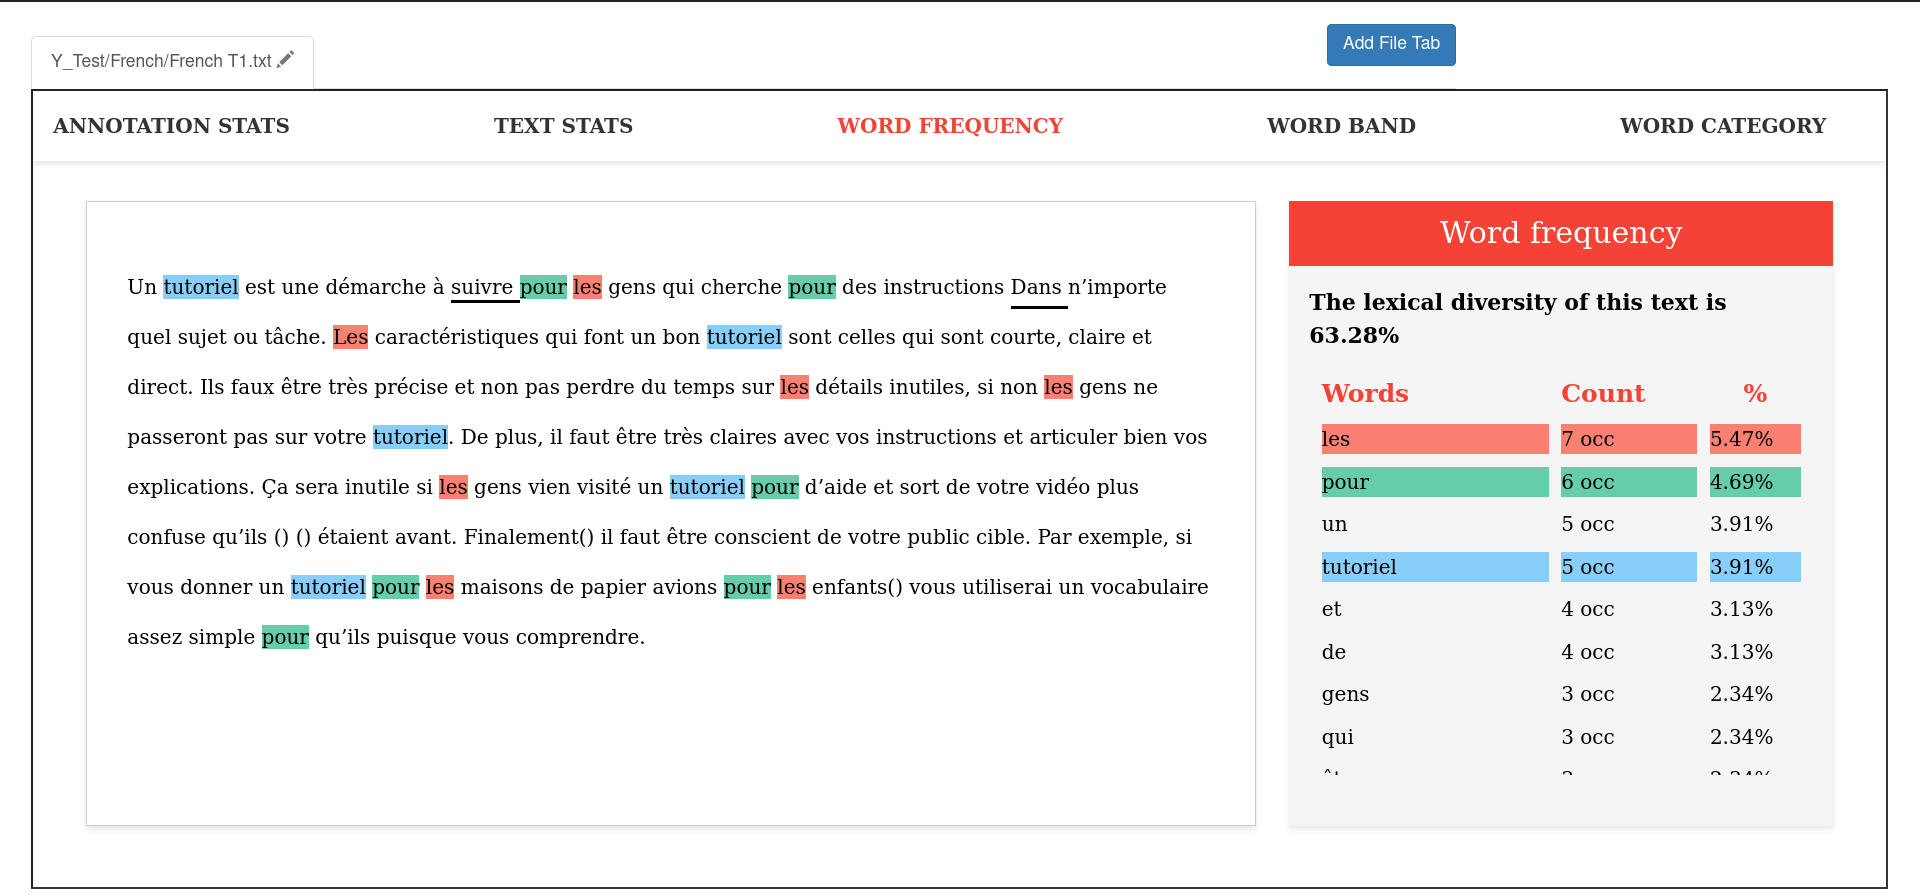 Y_Test/French/French T1.txt
Add File Tab
ANNOTATION STATS TEXT STATS WORD FREQUENCY WORD BAND WORD CATEGORY
Un tutoriel est une démarche à suivre pour les gens qui cherche pour des instructions Dans n’importe
quel sujet ou tâche. Les caractéristiques qui font un bon tutoriel sont celles qui sont courte, claire et
direct. Ils faux être très précise et non pas perdre du temps sur les détails inutiles, si non les gens ne
passeront pas sur votre tutoriel. De plus, il faut être très claires avec vos instructions et articuler bien vos
explications. Ça sera inutile si les gens vien visité un tutoriel pour d’aide et sort de votre vidéo plus
confuse qu’ils () () étaient avant. Finalement() il faut être conscient de votre public cible. Par exemple, si
vous donner un tutoriel pour les maisons de papier avions pour les enfants() vous utiliserai un vocabulaire
assez simple pour qu’ils puisque vous comprendre.
Word frequency
The lexical diversity of this text is
63.28%
Words Count %
les 7 occ 5.47%
pour 6 occ 4.69%
un 5 occ 3.91%
tutoriel 5 occ 3.91%
et 4 occ 3.13%
de 4 occ 3.13%
gens 3 occ 2.34%
qui 3 occ 2.34%